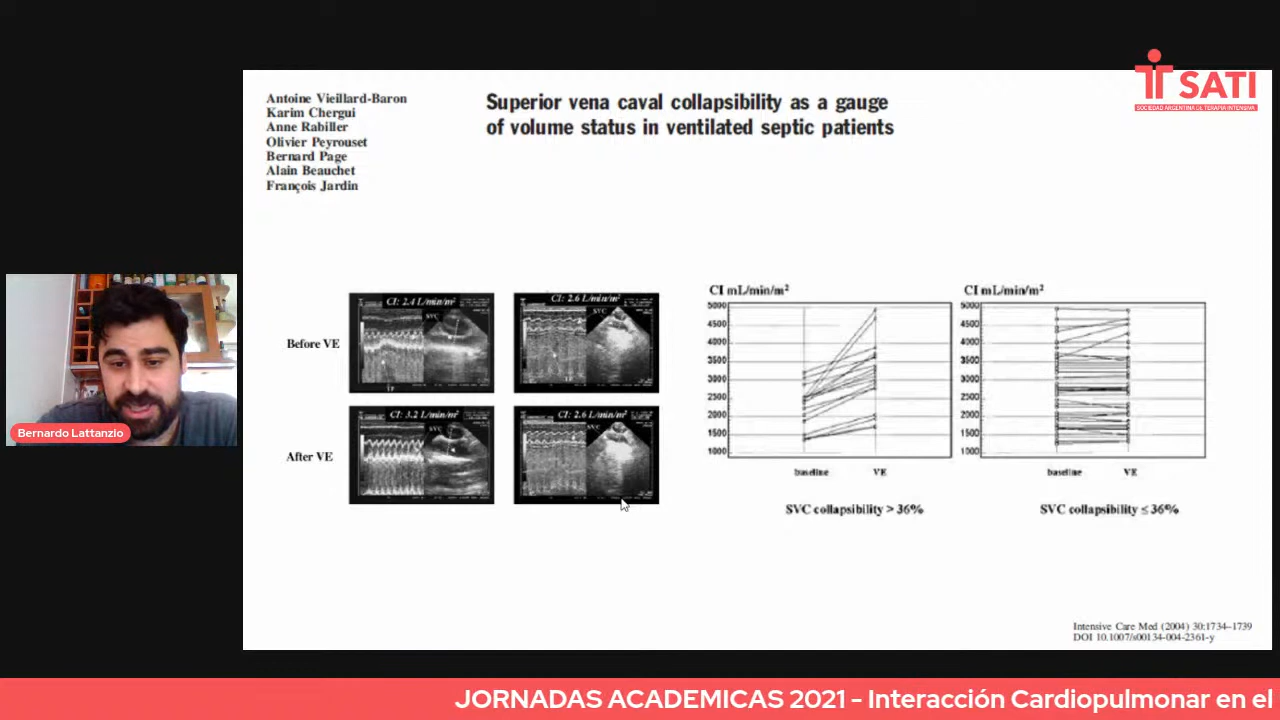 Antoine Vieillard-Baron
Karim Chergui
Anne Rabiller
Olivier Peyrouset
Bernard Page
Alain Beauchet
François Jardin
Superior vena caval collapsibility as a gauge
of volume status in ventilated septic patients
SATI
SOCIEDAD ARGENTINA DE TERAPIA INTENSIVA
Before VE
CI: 2.4 L/min/m²
SVC
CI: 2.6 L/min/m²
SVC
After VE
CI: 3.2 L/min/m²
SVC
CI: 2.6 L/min/m²
SVC
CI mL/min/m²
5000
4500
4000
3500
3000
2500
2000
1500
1000
baseline
VE
SVC collapsibility > 36%
CI mL/min/m²
5000
4500
4000
3500
3000
2500
2000
1500
1000
baseline
VE
SVC collapsibility ≤ 36%
Bernardo Lattanzio
Intensive Care Med (2004) 30:1734–1739
DOI 10.1007/s00134-004-2361-y
JORNADAS ACADEMICAS 2021 - Interacción Cardiopulmonar en el